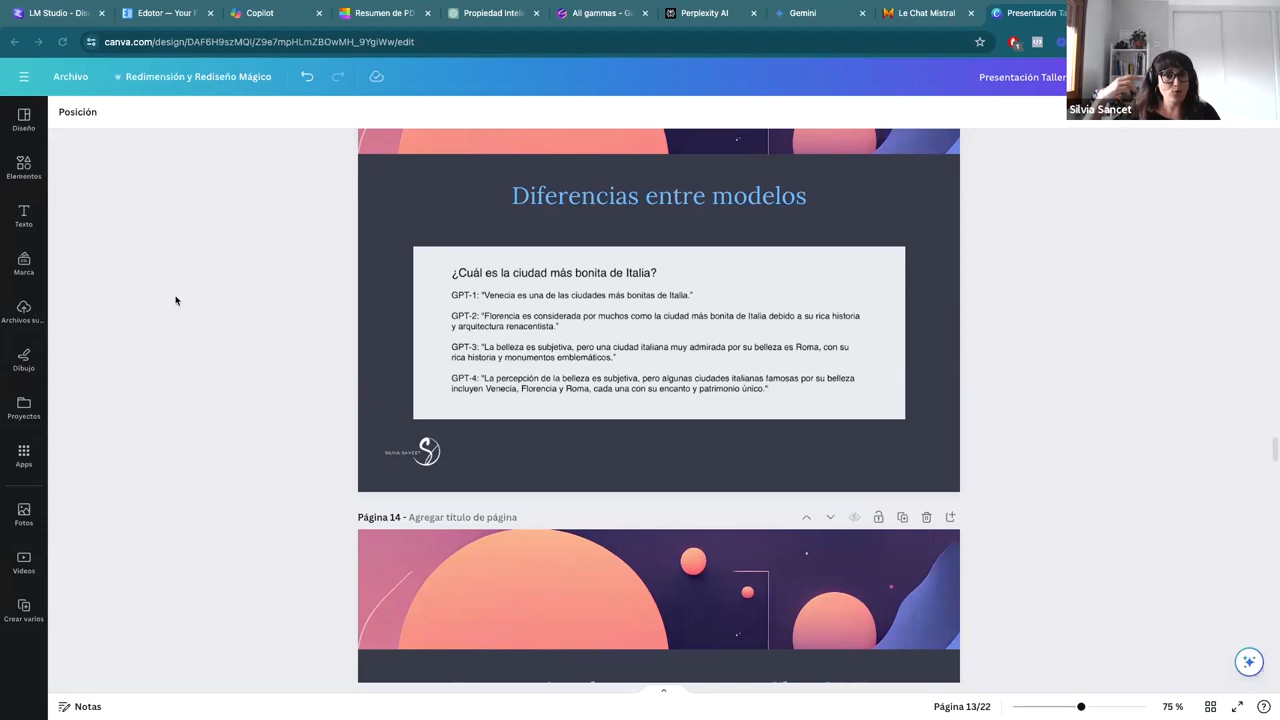 LM Studio - Dis
Edotor — Your F
Copilot
Resumen de PD
Propiedad Intele
All gammas - Ga
Perplexity AI
Gemini
Le Chat Mistral
Presentación Ta
canva.com/design/DAF6H9szMQI/Z9e7mpHLmZBOwMH_9YgiWw/edit
Archivo
Redimensión y Rediseño Mágico
Presentación Taller
Silvia Sancet
Posición
Diseño
Elementos
Texto
Marca
Archivos su...
Dibujo
Proyectos
Apps
Fotos
Videos
Crear varios
Diferencias entre modelos
¿Cuál es la ciudad más bonita de Italia?
GPT-1: "Venecia es una de las ciudades más bonitas de Italia."
GPT-2: "Florencia es considerada por muchos como la ciudad más bonita de Italia debido a su rica historia
y arquitectura renacentista."
GPT-3: "La belleza es subjetiva, pero una ciudad italiana muy admirada por su belleza es Roma, con su
rica historia y monumentos emblemáticos."
GPT-4: "La percepción de la belleza es subjetiva, pero algunas ciudades italianas famosas por su belleza
incluyen Venecia, Florencia y Roma, cada una con su encanto y patrimonio único."
SILVIA SANCET
Página 14 - Agregar título de página
Notas
Página 13/22
75 %